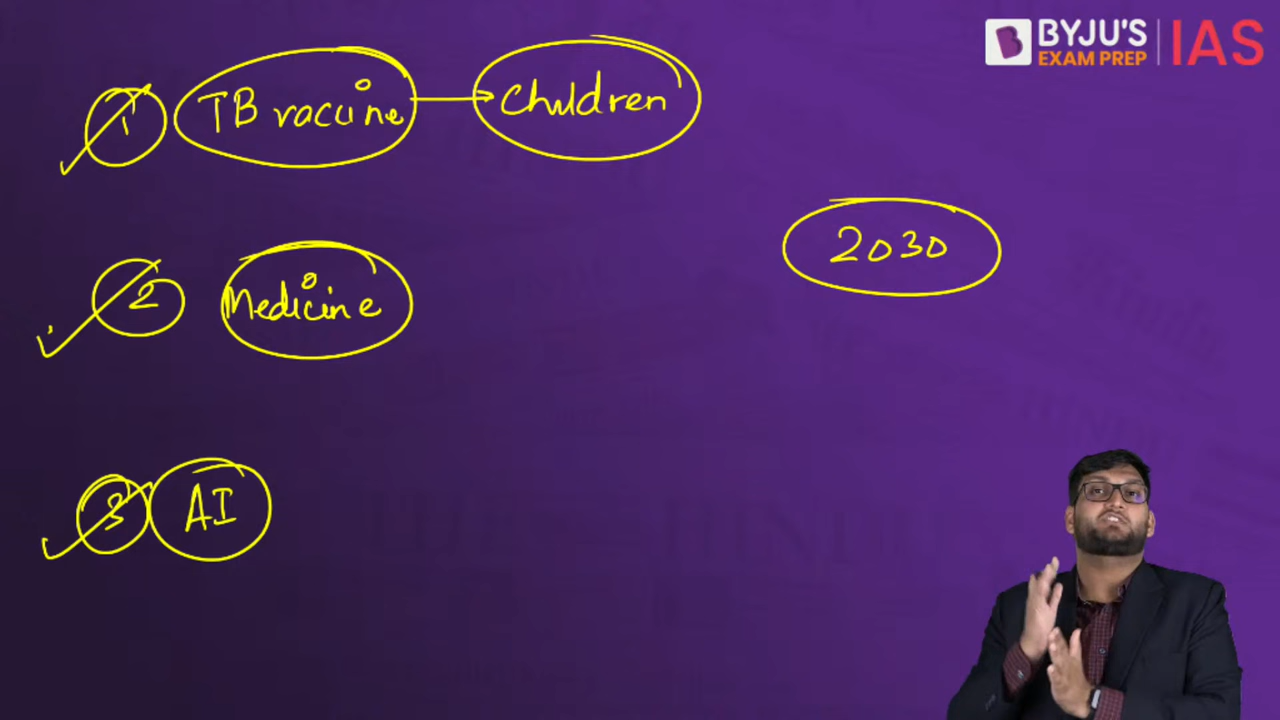 BYJU'S
EXAM PREP
IAS
1 TB vaccine → Children
2030
2 Medicine
3 AI